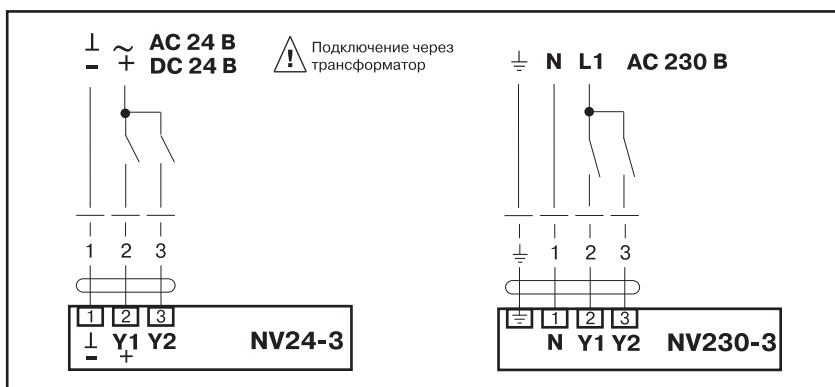 ⊥ ~ AC 24 В
– + DC 24 В
Подключение через
трансформатор
1 2 3
1 2 3
⊥ Y1 Y2 NV24-3
– +
⏚ N L1 AC 230 В
⏚ 1 2 3
⏚ 1 2 3
N Y1 Y2 NV230-3